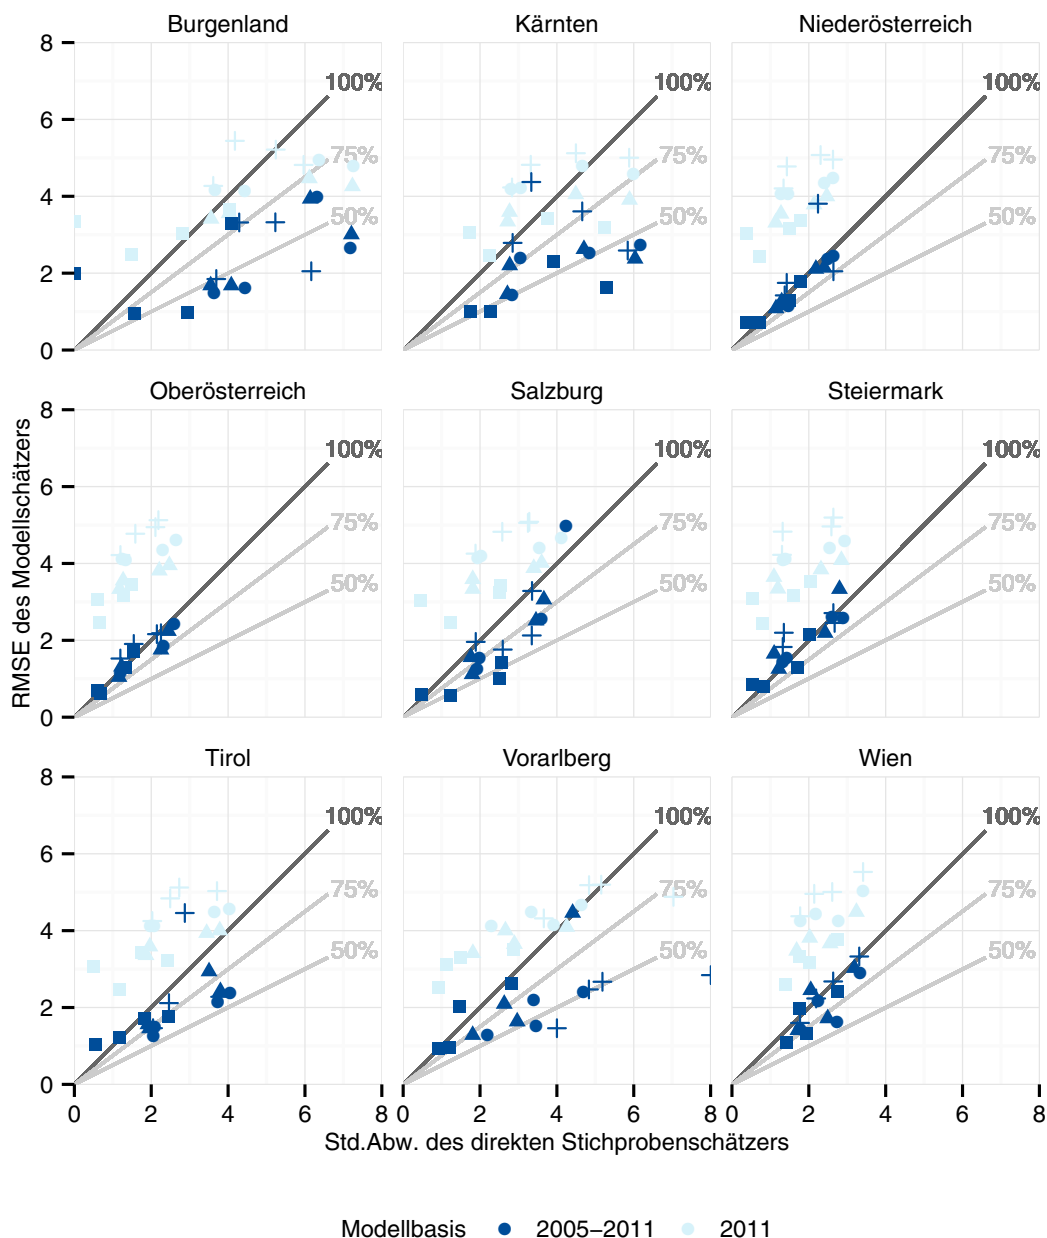 Burgenland Kärnten Niederösterreich
8
100% 100% 100%
6
75% 75% 75%
4
50% 50% 50%
2
0
Oberösterreich Salzburg Steiermark
8
100% 100% 100%
6
75% 75% 75%
4
50% 50% 50%
2
0
RMSE des Modellschätzers
Tirol Vorarlberg Wien
8
100% 100% 100%
6
75% 75% 75%
4
50% 50% 50%
2
0
0 2 4 6 8 0 2 4 6 8 0 2 4 6 8
Std.Abw. des direkten Stichprobenschätzers
Modellbasis 2005–2011 2011